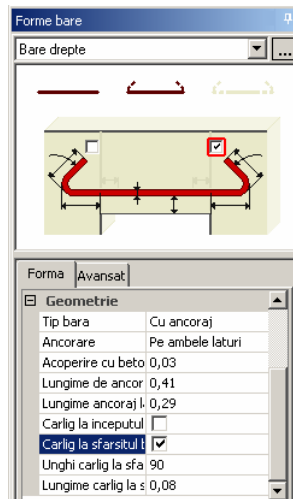 Forme bare
Bare drepte
...
Forma Avansat
Geometrie
Tip bara Cu ancoraj
Ancorare Pe ambele laturi
Acoperire cu beto 0,03
Lungime de ancor 0,41
Lungime ancoraj l 0,29
Carlig la inceputul
Carlig la sfarsitul b
Unghi carlig la sfa 90
Lungime carlig la s 0,08